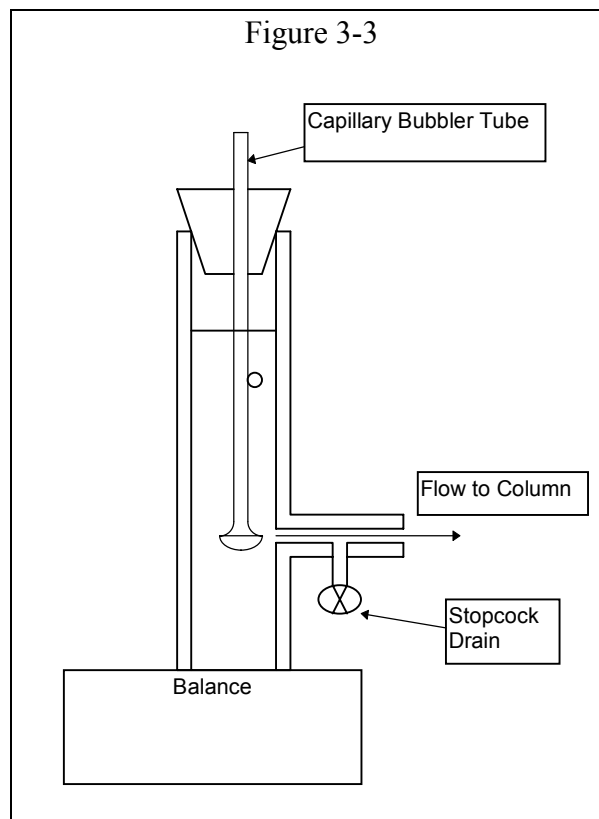 Figure 3-3
Capillary Bubbler Tube
Flow to Column
Stopcock
Drain
Balance